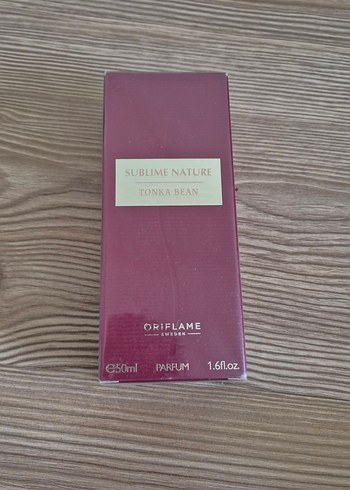 SUBLIME NATURE
TONKA BEAN
ORIFLAME
SWEDEN
℮50ml PARFUM 1.6fl.oz.